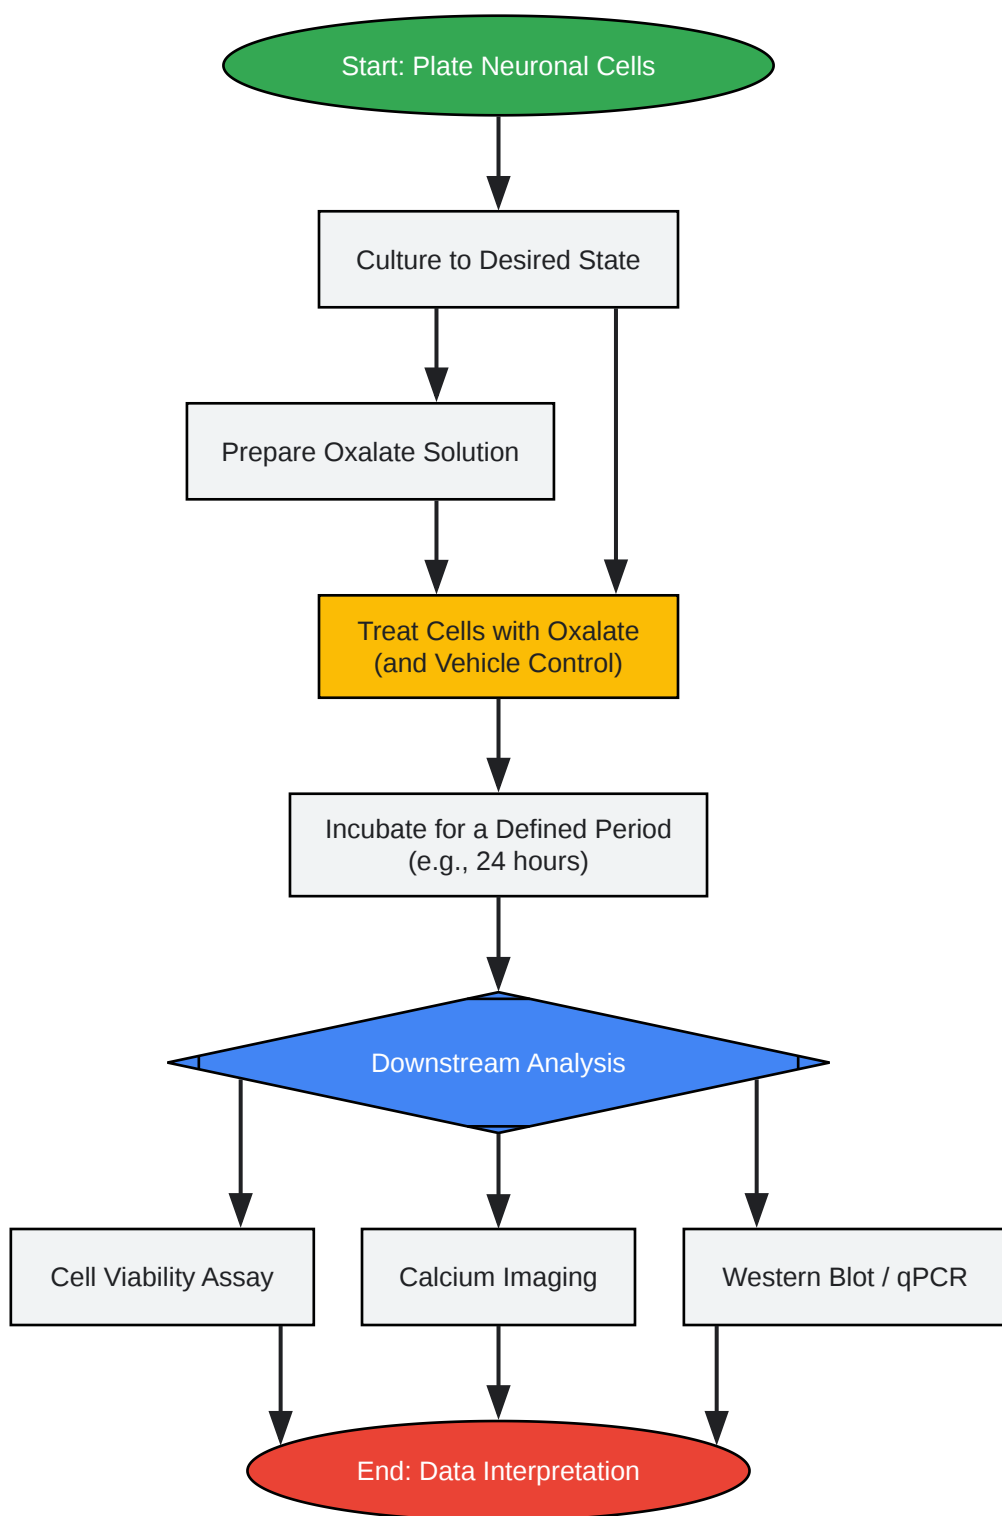 Start: Plate Neuronal Cells
Culture to Desired State
Prepare Oxalate Solution
Treat Cells with Oxalate
(and Vehicle Control)
Incubate for a Defined Period
(e.g., 24 hours)
Downstream Analysis
Cell Viability Assay
Calcium Imaging
Western Blot / qPCR
End: Data Interpretation